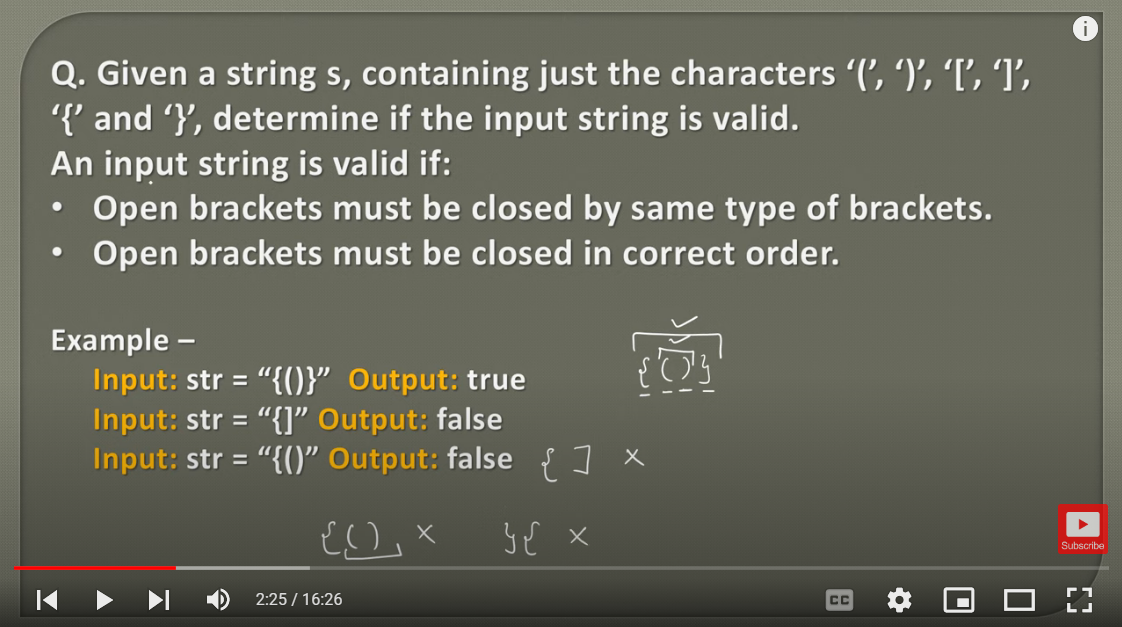 Q. Given a string s, containing just the characters ‘(’, ‘)’, ‘[’, ‘]’,
‘{’ and ‘}’, determine if the input string is valid.
An input string is valid if:
• Open brackets must be closed by same type of brackets.
• Open brackets must be closed in correct order.
Example –
{()}
Input: str = “{()}” Output: true
Input: str = “{]” Output: false
Input: str = “{()” Output: false
{ ] ×
{() × }{ ×
Subscribe
2:25 / 16:26
CC